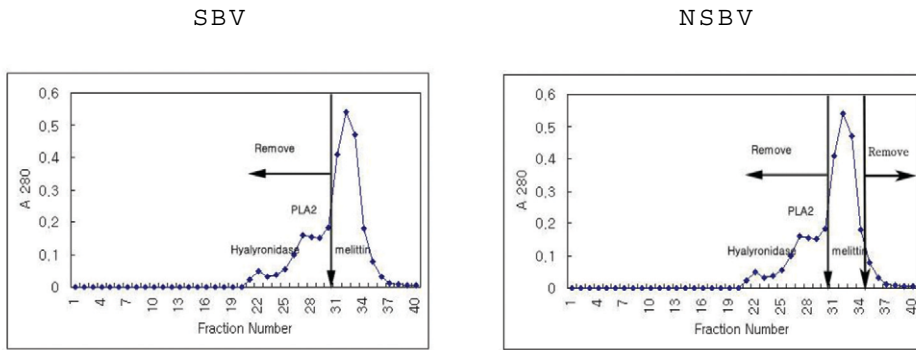 SBV
NSBV
0,6
0,5
0,4
0,3
0,2
0,1
0
A 280
Remove
PLA2
Hyalyronidase
melittin
1 4 7 10 13 16 19 22 25 28 31 34 37 40
Fraction Number
0,6
0,5
0,4
0,3
0,2
0,1
0
A 280
Remove
Remove
PLA2
Hyalyronidase
melittin
1 4 7 10 13 16 19 22 25 28 31 34 37 40
Fraction Number